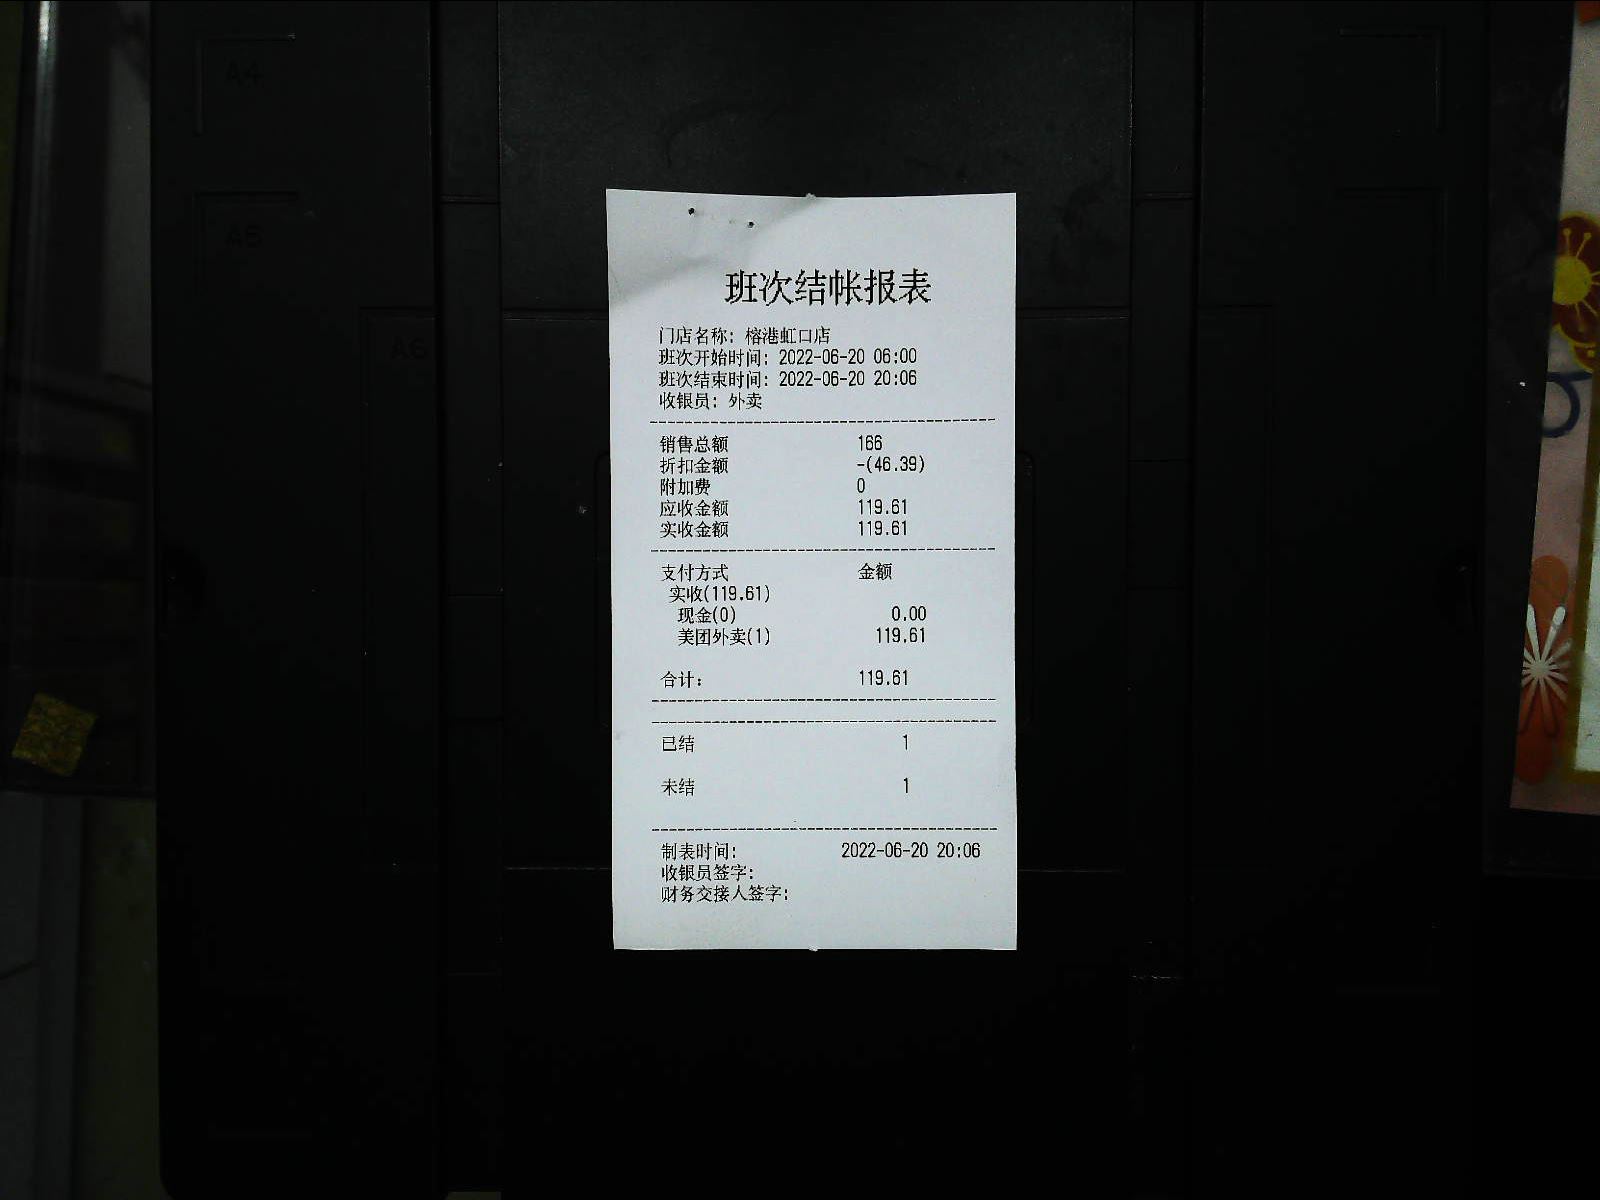 A4
A5
A6
班次结帐报表
门店名称: 榕港虹口店
班次开始时间: 2022-06-20 06:00
班次结束时间: 2022-06-20 20:06
收银员: 外卖
销售总额 166
折扣金额 -(46.39)
附加费 0
应收金额 119.61
实收金额 119.61
支付方式 金额
实收(119.61)
现金(0) 0.00
美团外卖(1) 119.61
合计: 119.61
已结 1
未结 1
制表时间: 2022-06-20 20:06
收银员签字:
财务交接人签字: